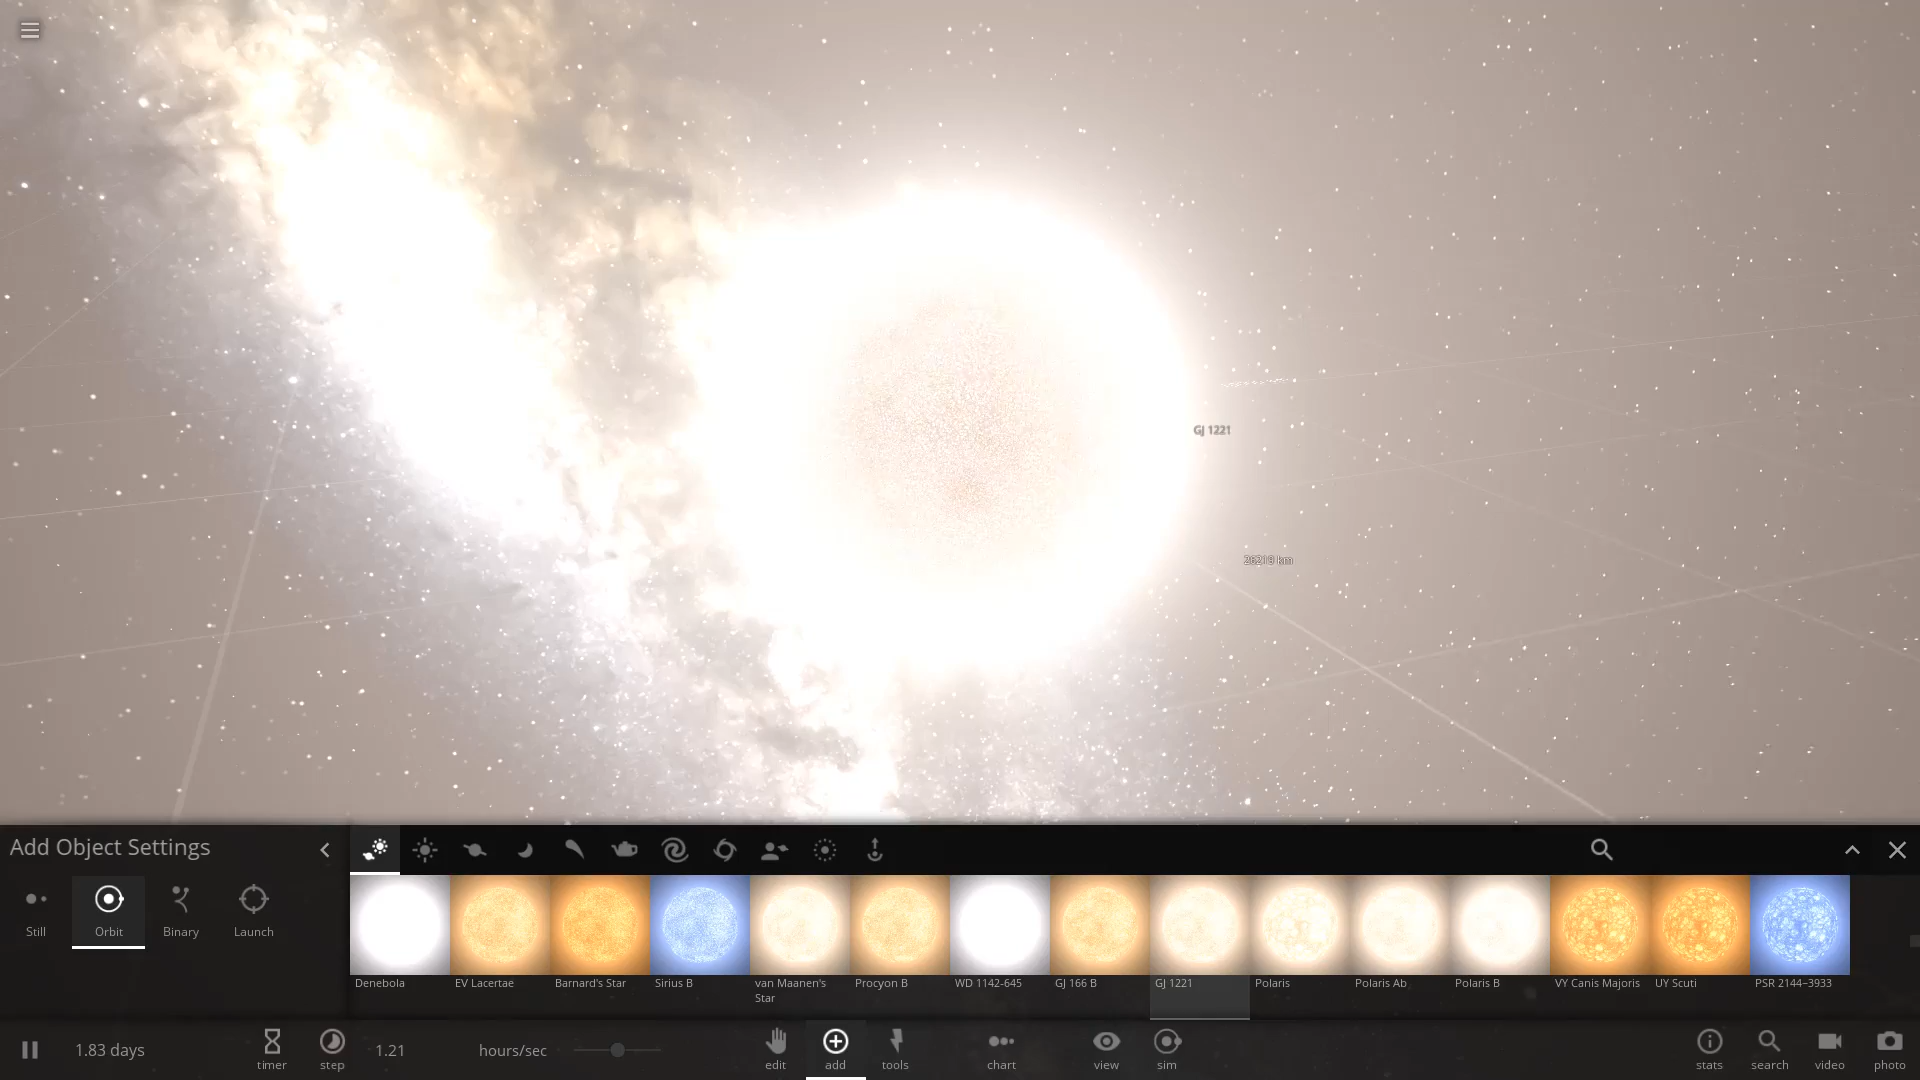 GJ 1221
26219 km
Add Object Settings
Still
Orbit
Binary
Launch
Denebola
EV Lacertae
Barnard's Star
Sirius B
van Maanen's
Star
Procyon B
WD 1142-645
GJ 166 B
GJ 1221
Polaris
Polaris Ab
Polaris B
VY Canis Majoris
UY Scuti
PSR 2144−3933
1.83 days
timer
step
1.21
hours/sec
edit
add
tools
chart
view
sim
stats
search
video
photo